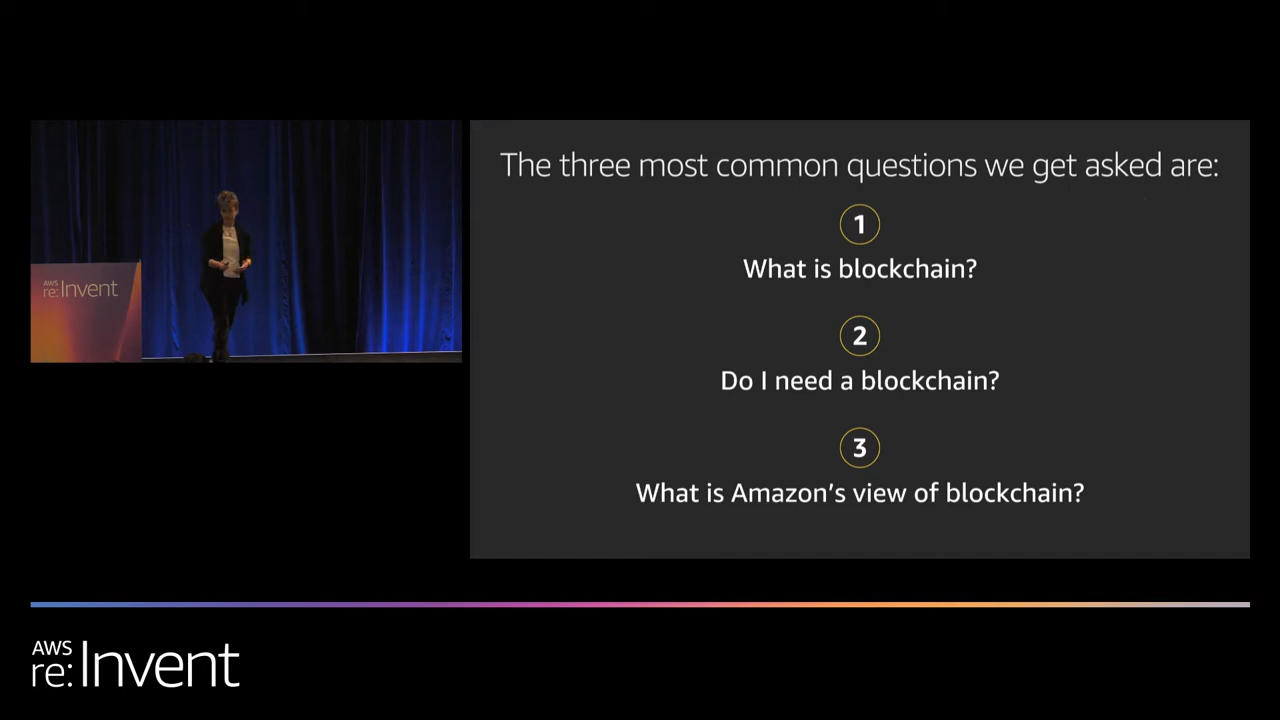 AWS
re:Invent
The three most common questions we get asked are:
1
What is blockchain?
2
Do I need a blockchain?
3
What is Amazon's view of blockchain?
AWS
re:Invent